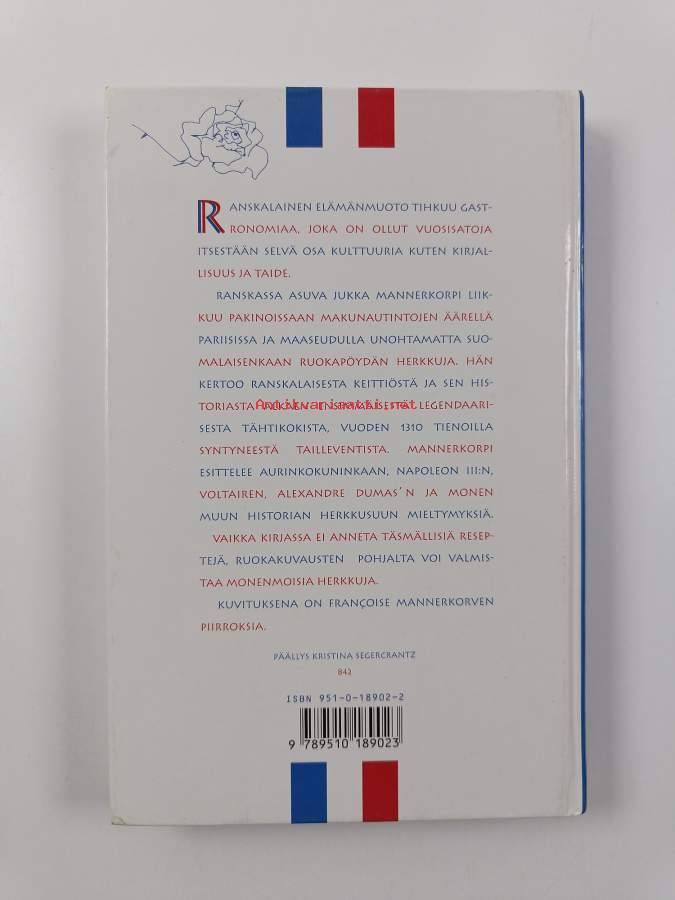 RANSKALAINEN ELÄMÄNMUOTO TIHKUU GAST-
RONOMIAA, JOKA ON OLLUT VUOSISATOJA
ITSESTÄÄN SELVÄ OSA KULTTUURIA KUTEN KIRJAL-
LISUUS JA TAIDE.
RANSKASSA ASUVA JUKKA MANNERKORPI LIIK-
KUU PAKINOISSAAN MAKUNAUTINTOJEN ÄÄRELLÄ
PARIISISSA JA MAASEUDULLA UNOHTAMATTA SUO-
MALAISENKAAN RUOKAPÖYDÄN HERKKUJA. HÄN
KERTOO RANSKALAISESTA KEITTIÖSTÄ JA SEN HIS-
TORIASTA ENSIMMÄISESTÄ LEGENDAARI-
Antikvariaatti.net
SESTA TÄHTIKOKISTA, VUODEN 1310 TIENOILLA
SYNTYNEESTÄ TAILLEVENTISTA. MANNERKORPI
ESITTELEE AURINKOKUNINKAAN, NAPOLEON III:N,
VOLTAIREN, ALEXANDRE DUMAS´N JA MONEN
MUUN HISTORIAN HERKKUSUUN MIELTYMYKSIÄ.
VAIKKA KIRJASSA EI ANNETA TÄSMÄLLISIÄ RESEP-
TEJÄ, RUOKAKUVAUSTEN POHJALTA VOI VALMIS-
TAA MONENMOISIA HERKKUJA.
KUVITUKSENA ON FRANÇOISE MANNERKORVEN
PIIRROKSIA.
PÄÄLLYS KRISTINA SEGERCRANTZ
842
ISBN 951-0-18902-2
9 789510 189023